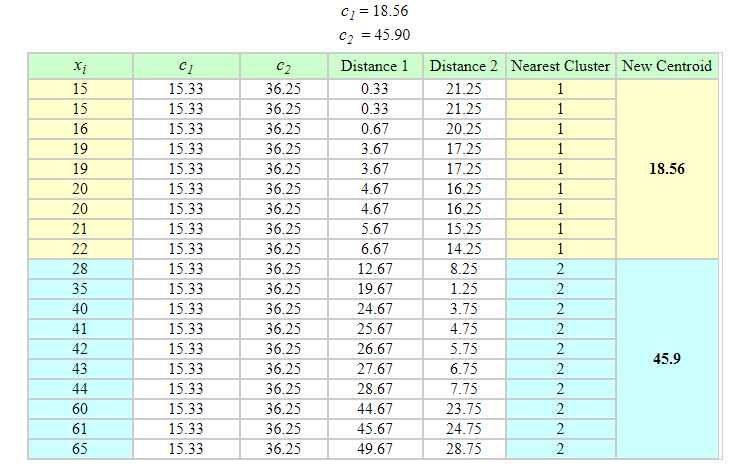 c1 = 18.56
c2 = 45.90
xi c1 c2 Distance 1 Distance 2 Nearest Cluster New Centroid
15 15.33 36.25 0.33 21.25 1
15 15.33 36.25 0.33 21.25 1
16 15.33 36.25 0.67 20.25 1
19 15.33 36.25 3.67 17.25 1
19 15.33 36.25 3.67 17.25 1 18.56
20 15.33 36.25 4.67 16.25 1
20 15.33 36.25 4.67 16.25 1
21 15.33 36.25 5.67 15.25 1
22 15.33 36.25 6.67 14.25 1
28 15.33 36.25 12.67 8.25 2
35 15.33 36.25 19.67 1.25 2
40 15.33 36.25 24.67 3.75 2
41 15.33 36.25 25.67 4.75 2
42 15.33 36.25 26.67 5.75 2
45.9
43 15.33 36.25 27.67 6.75 2
44 15.33 36.25 28.67 7.75 2
60 15.33 36.25 44.67 23.75 2
61 15.33 36.25 45.67 24.75 2
65 15.33 36.25 49.67 28.75 2